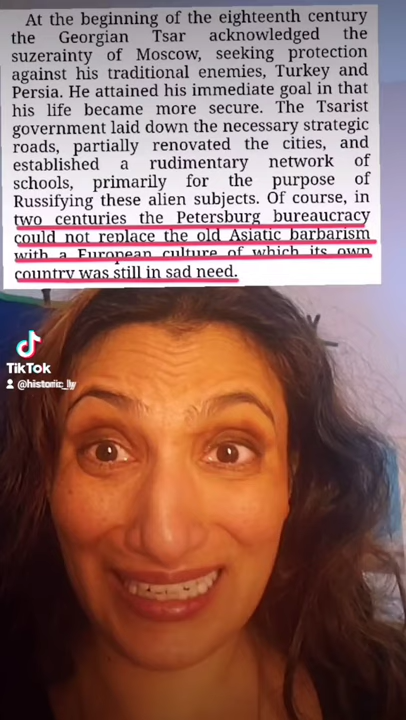 At the beginning of the eighteenth century
the Georgian Tsar acknowledged the
suzerainty of Moscow, seeking protection
against his traditional enemies, Turkey and
Persia. He attained his immediate goal in that
his life became more secure. The Tsarist
government laid down the necessary strategic
roads, partially renovated the cities, and
established a rudimentary network of
schools, primarily for the purpose of
Russifying these alien subjects. Of course, in
two centuries the Petersburg bureaucracy
could not replace the old Asiatic barbarism
with a European culture of which its own
country was still in sad need.
TikTok
@historic_ly